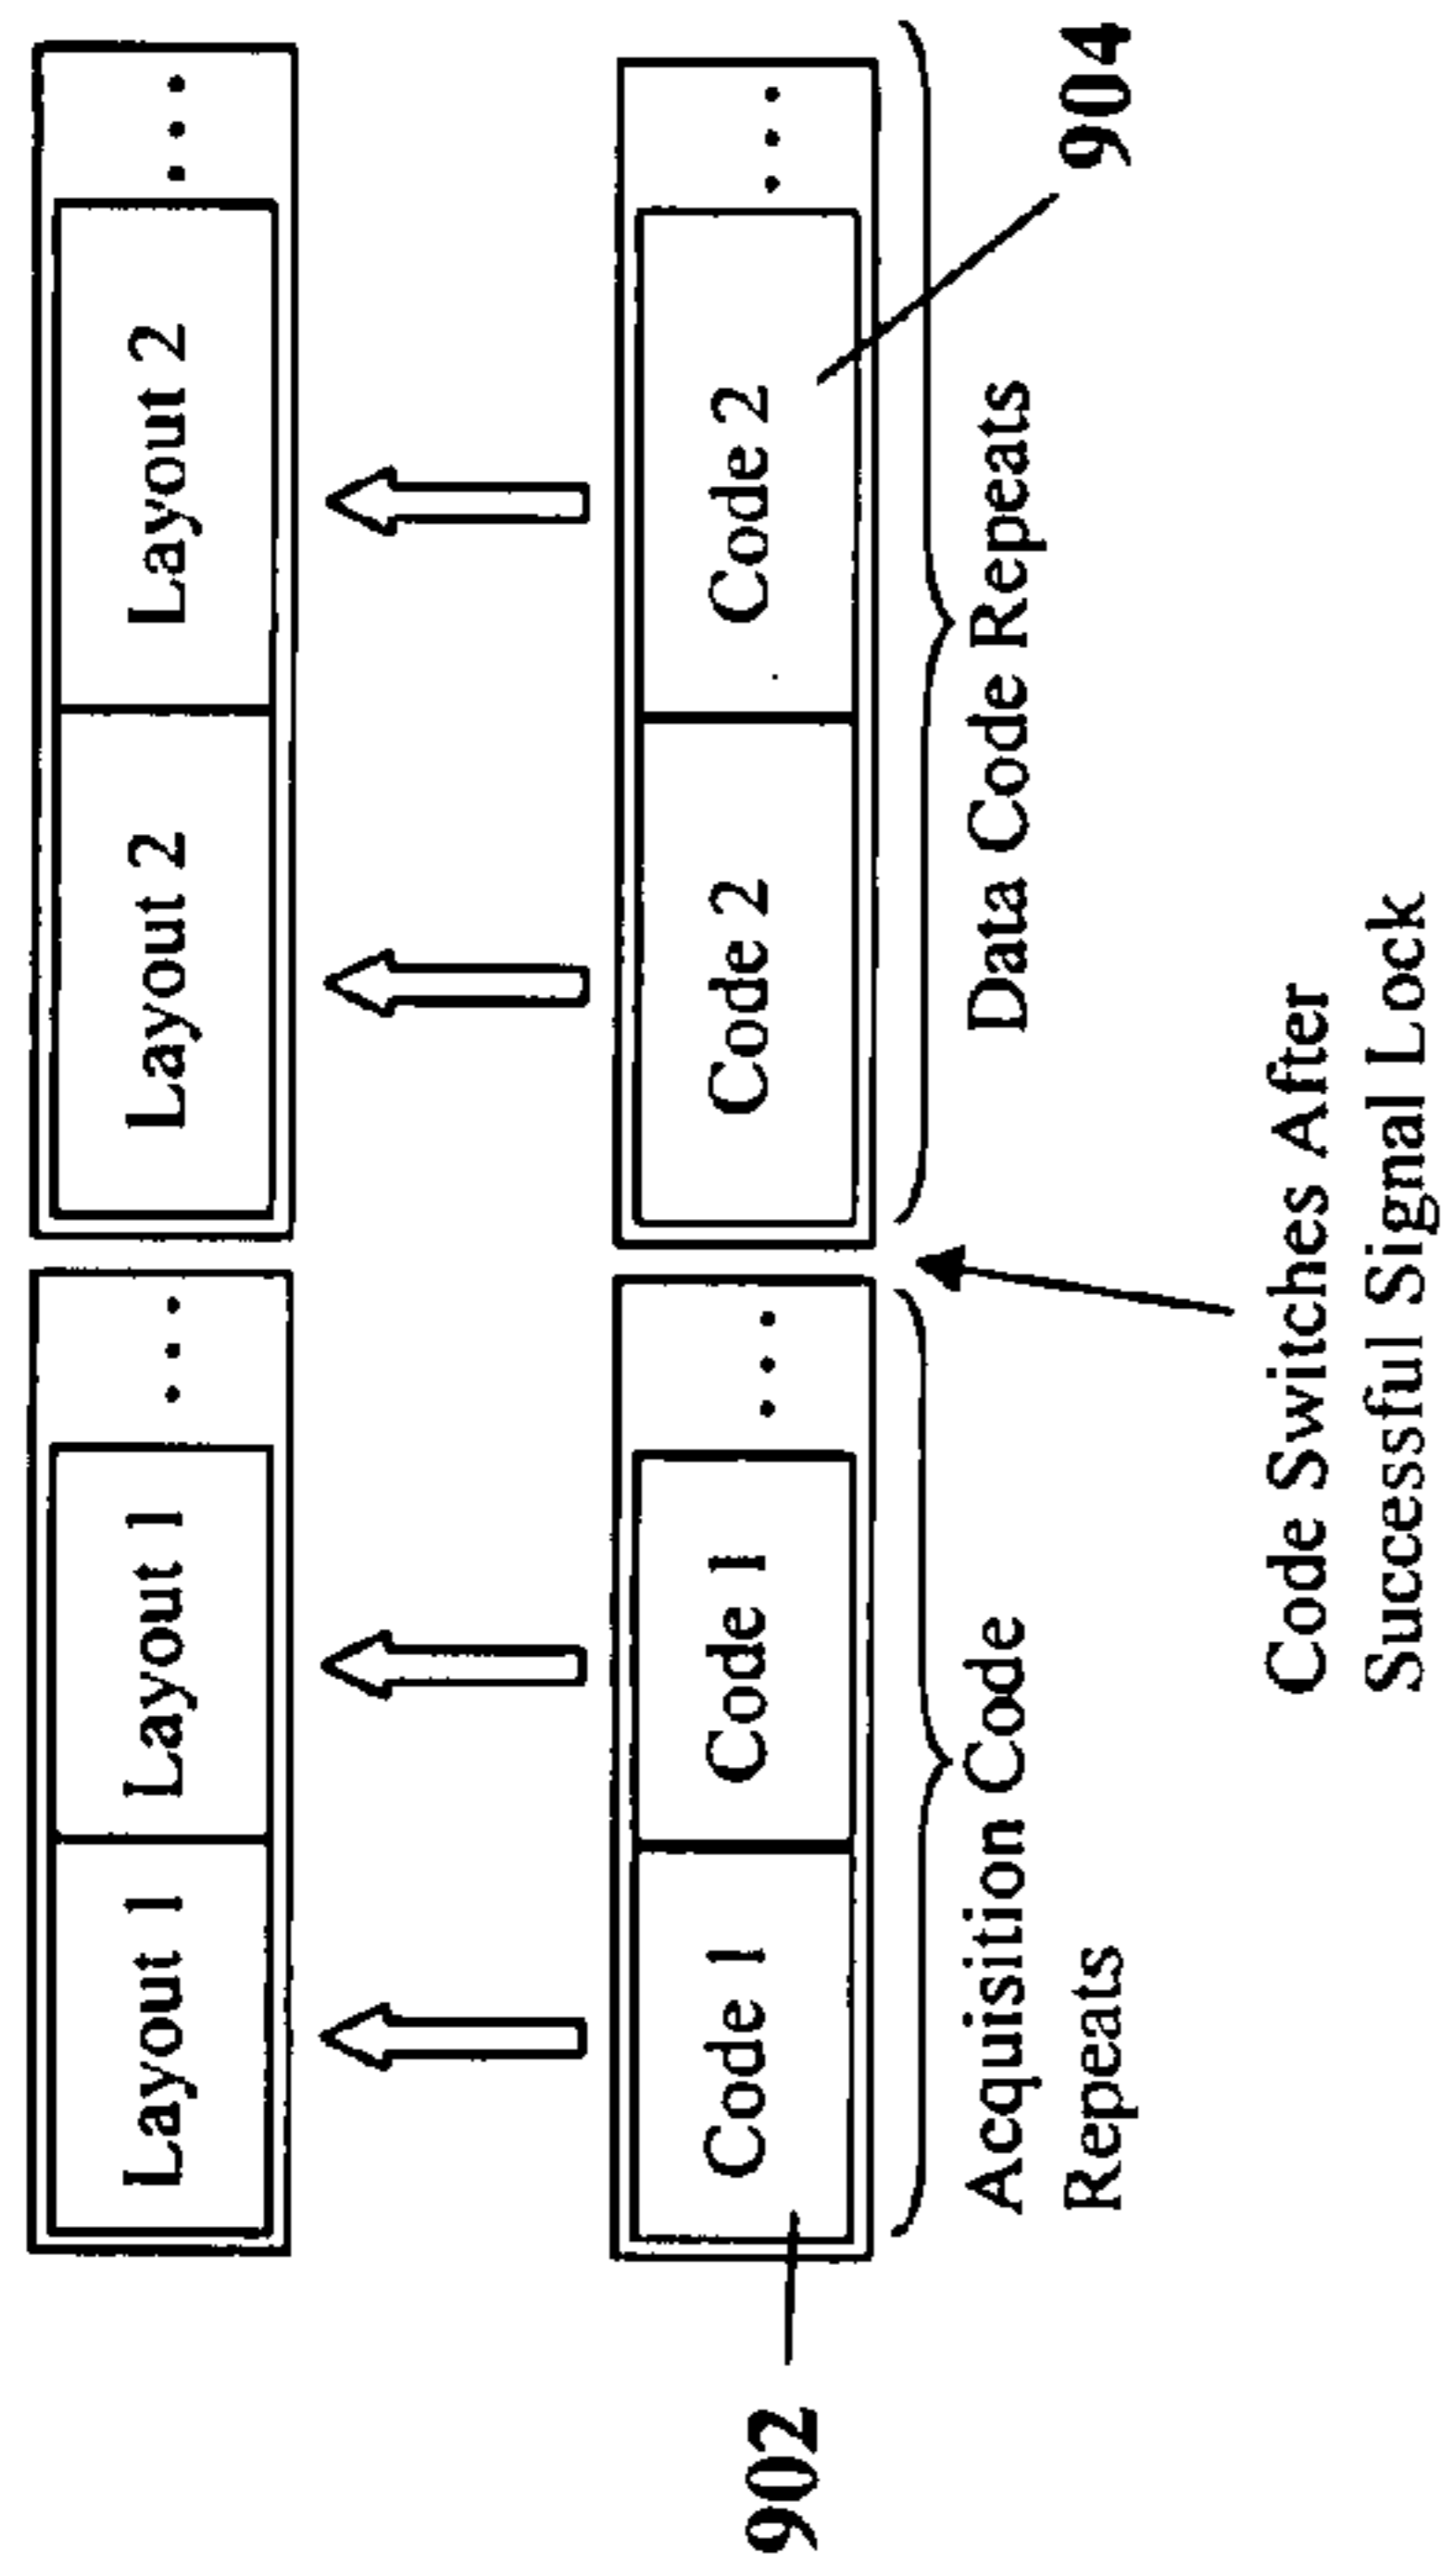 Layout 1 Layout 1 . . . Layout 2 Layout 2 . . .
Code 1 Code 1 . . . Code 2 Code 2 . . .
902
Acquisition Code
Repeats
Data Code Repeats
904
Code Switches After
Successful Signal Lock